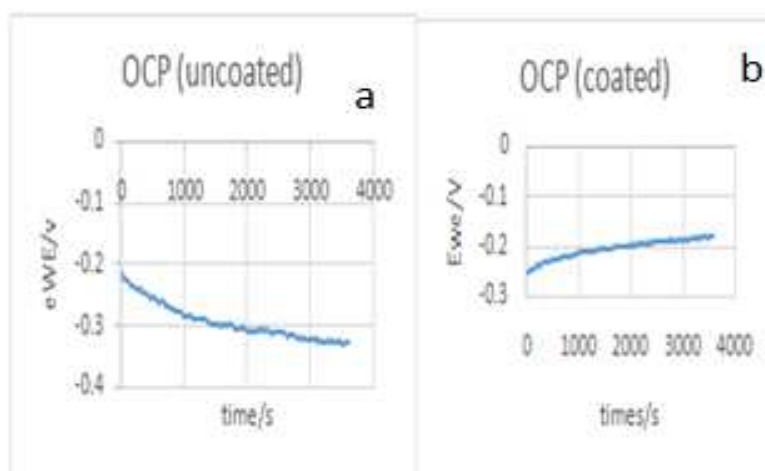 OCP (uncoated)
a
0
0 1000 2000 3000 4000
-0.1
-0.2
-0.3
-0.4
eWE/v
time/s
OCP (coated)
b
0
-0.1
-0.2
-0.3
Ewe/V
0 1000 2000 3000 4000
times/s